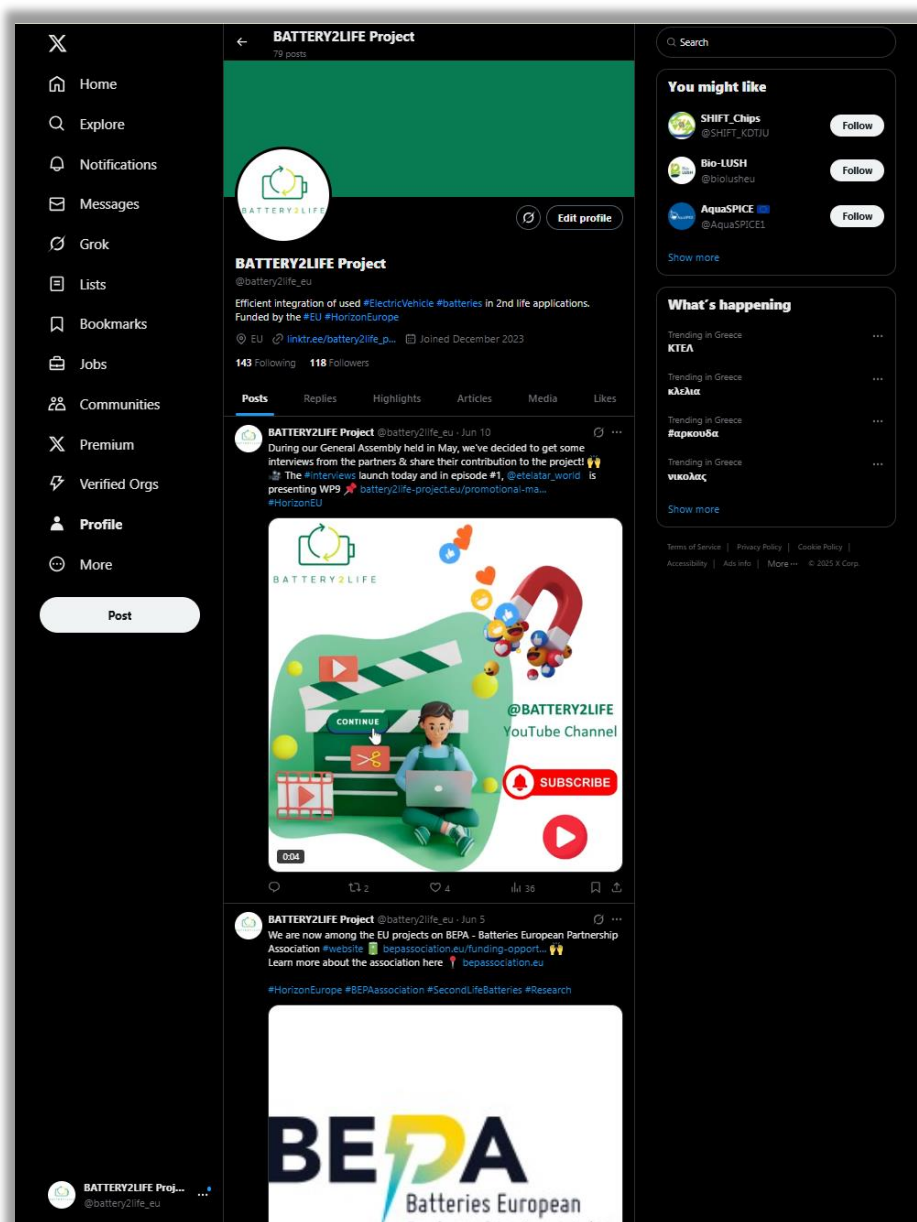 Home
Explore
Notifications
Messages
Grok
Lists
Bookmarks
Jobs
Communities
Premium
Verified Orgs
Profile
More
Post
BATTERY2LIFE Proj...
@battery2life_eu
BATTERY2LIFE Project
79 posts
BATTERY2LIFE
Edit profile
BATTERY2LIFE Project
@battery2life_eu
Efficient integration of used #ElectricVehicle #batteries in 2nd life applications.
Funded by the #EU #HorizonEurope
EU linktr.ee/battery2life_p... Joined December 2023
143 Following 118 Followers
Posts Replies Highlights Articles Media Likes
BATTERY2LIFE Project @battery2life_eu · Jun 10
During our General Assembly held in May, we've decided to get some
interviews from the partners & share their contribution to the project! 🙌
🎥 The #interviews launch today and in episode #1, @etelatar_world is
presenting WP9 📌 battery2life-project.eu/promotional-ma...
#HorizonEU
BATTERY2LIFE
CONTINUE
@BATTERY2LIFE
YouTube Channel
SUBSCRIBE
0:04
2 4 36
BATTERY2LIFE Project @battery2life_eu · Jun 5
We are now among the EU projects on BEPA - Batteries European Partnership
Association #website 🔋 bepassociation.eu/funding-opport... 🙌
Learn more about the association here 📍 bepassociation.eu
#HorizonEurope #BEPAassociation #SecondLifeBatteries #Research
BEPA
Batteries European
Search
You might like
SHIFT_Chips
@SHIFT_KDTJU
Follow
Bio-LUSH
@biolusheu
Follow
AquaSPICE 🇪🇺
@AquaSPICE1
Follow
Show more
What's happening
Trending in Greece
ΚΤΕΛ
Trending in Greece
κλελια
Trending in Greece
#αρκουδα
Trending in Greece
νικολας
Show more
Terms of Service | Privacy Policy | Cookie Policy |
Accessibility | Ads info | More ··· © 2025 X Corp.